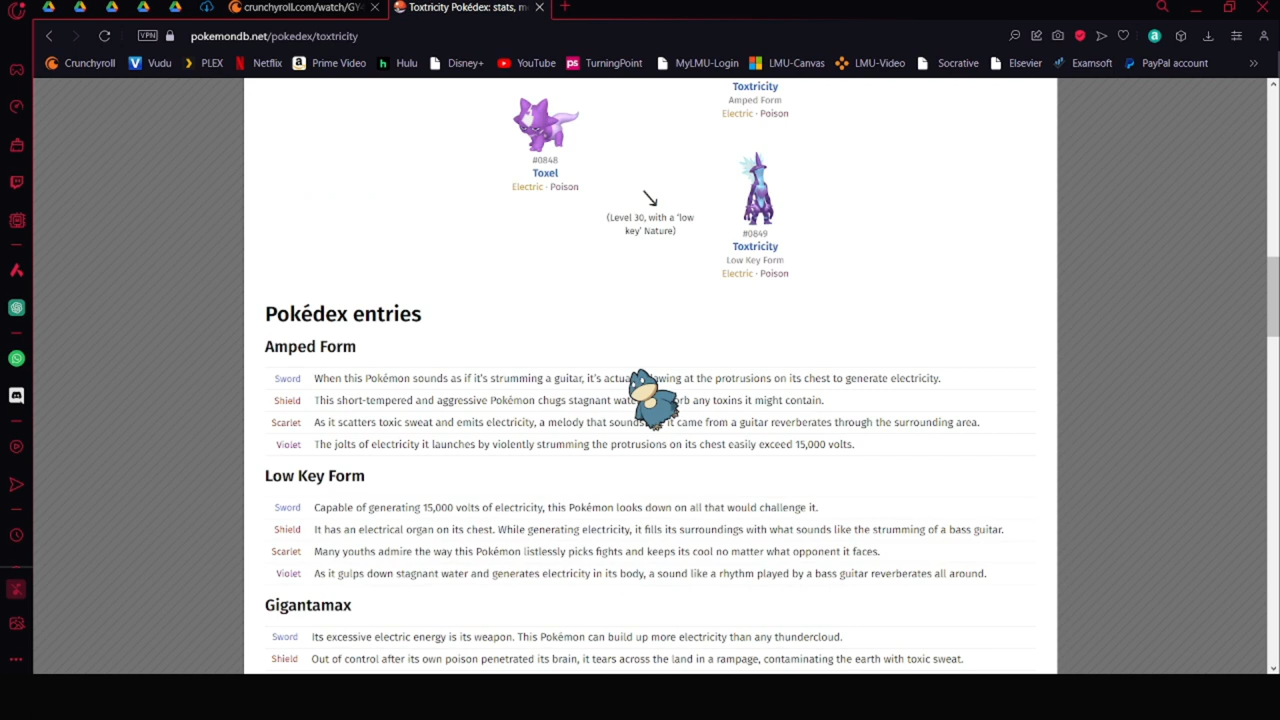 crunchyroll.com/watch/GY
Toxtricity Pokédex: stats, m
VPN
pokemondb.net/pokedex/toxtricity
Crunchyroll Vudu PLEX Netflix Prime Video Hulu Disney+ YouTube TurningPoint MyLMU-Login LMU-Canvas LMU-Video Socrative Elsevier Examsoft PayPal account
Toxtricity
Amped Form
Electric · Poison
#0848
Toxel
Electric · Poison
(Level 30, with a 'low
key' Nature)
#0849
Toxtricity
Low Key Form
Electric · Poison
Pokédex entries
Amped Form
Sword When this Pokémon sounds as if it's strumming a guitar, it's at the protrusions on its chest to generate electricity.
Shield This short-tempered and aggressive Pokémon chugs stagnant any toxins it might contain.
Scarlet As it scatters toxic sweat and emits electricity, a melody that sounds it came from a guitar reverberates through the surrounding area.
Violet The jolts of electricity it launches by violently strumming the protrusions on its chest easily exceed 15,000 volts.
Low Key Form
Sword Capable of generating 15,000 volts of electricity, this Pokémon looks down on all that would challenge it.
Shield It has an electrical organ on its chest. While generating electricity, it fills its surroundings with what sounds like the strumming of a bass guitar.
Scarlet Many youths admire the way this Pokémon listlessly picks fights and keeps its cool no matter what opponent it faces.
Violet As it gulps down stagnant water and generates electricity in its body, a sound like a rhythm played by a bass guitar reverberates all around.
Gigantamax
Sword Its excessive electric energy is its weapon. This Pokémon can build up more electricity than any thundercloud.
Shield Out of control after its own poison penetrated its brain, it tears across the land in a rampage, contaminating the earth with toxic sweat.